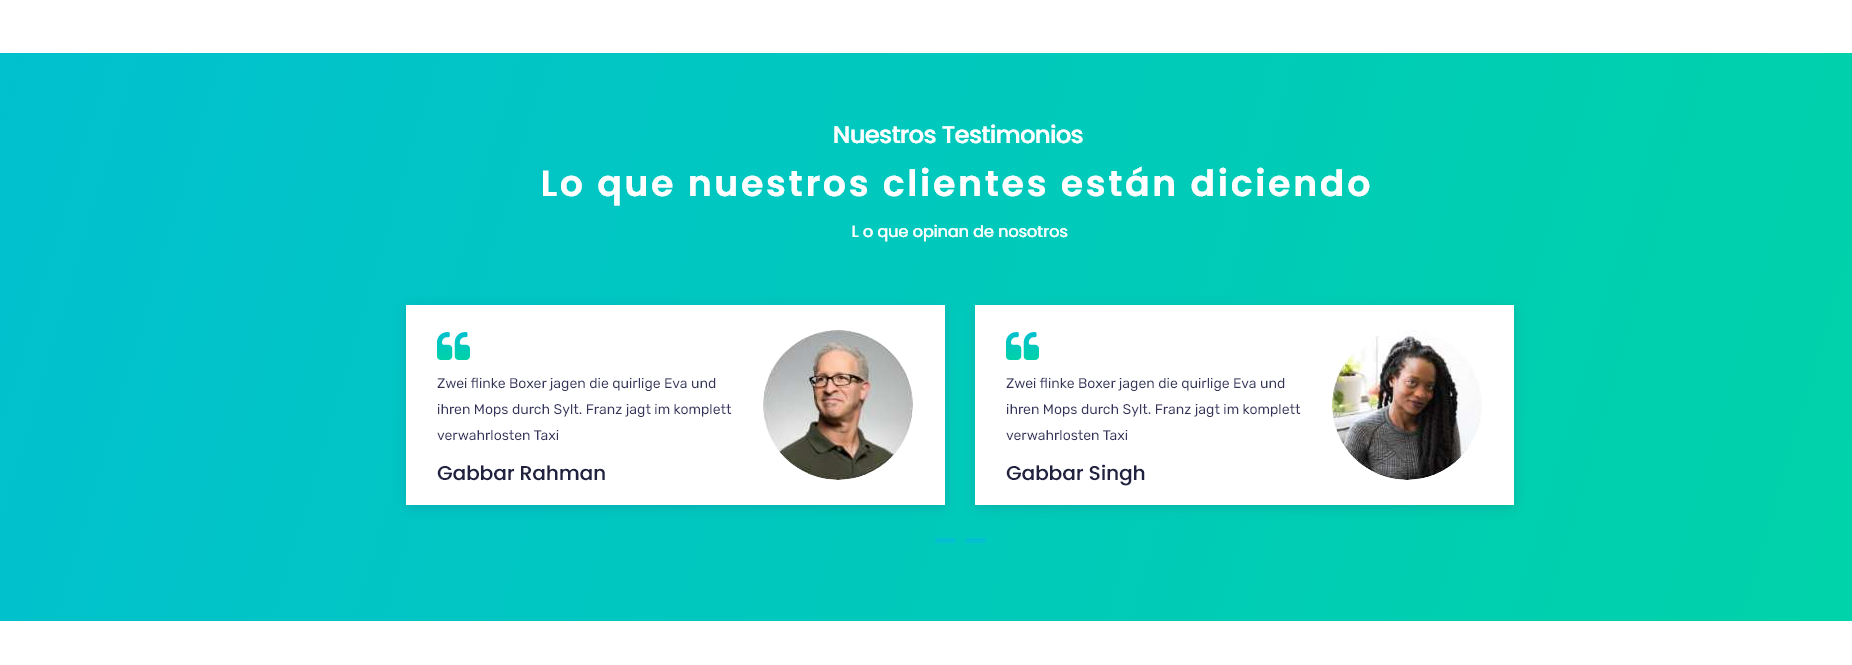 Nuestros Testimonios
Lo que nuestros clientes están diciendo
L o que opinan de nosotros
Zwei flinke Boxer jagen die quirlige Eva und
ihren Mops durch Sylt. Franz jagt im komplett
verwahrlosten Taxi
Gabbar Rahman
Zwei flinke Boxer jagen die quirlige Eva und
ihren Mops durch Sylt. Franz jagt im komplett
verwahrlosten Taxi
Gabbar Singh